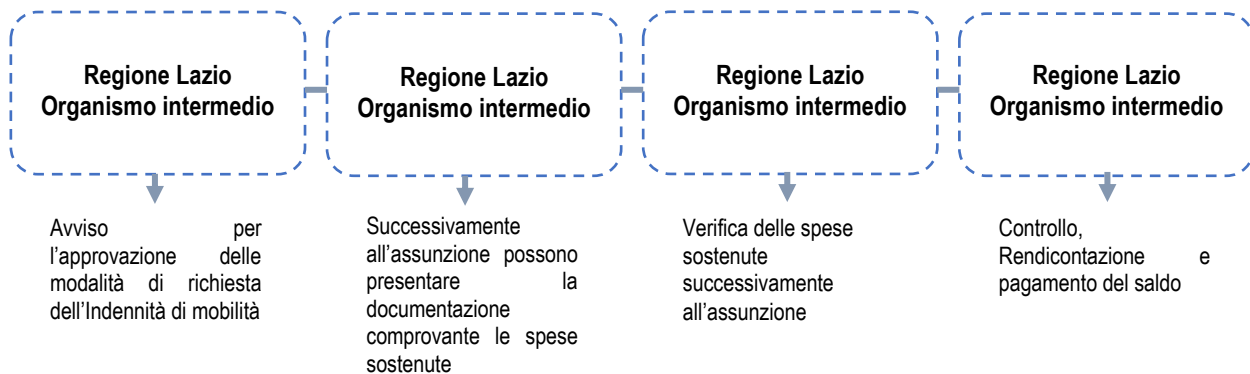 Regione Lazio
Organismo intermedio
Regione Lazio
Organismo intermedio
Regione Lazio
Organismo intermedio
Regione Lazio
Organismo intermedio
Avviso per
l’approvazione delle
modalità di richiesta
dell’Indennità di mobilità
Successivamente
all’assunzione possono
presentare la
documentazione
comprovante le spese
sostenute
Verifica delle spese
sostenute
successivamente
all’assunzione
Controllo,
Rendicontazione e
pagamento del saldo